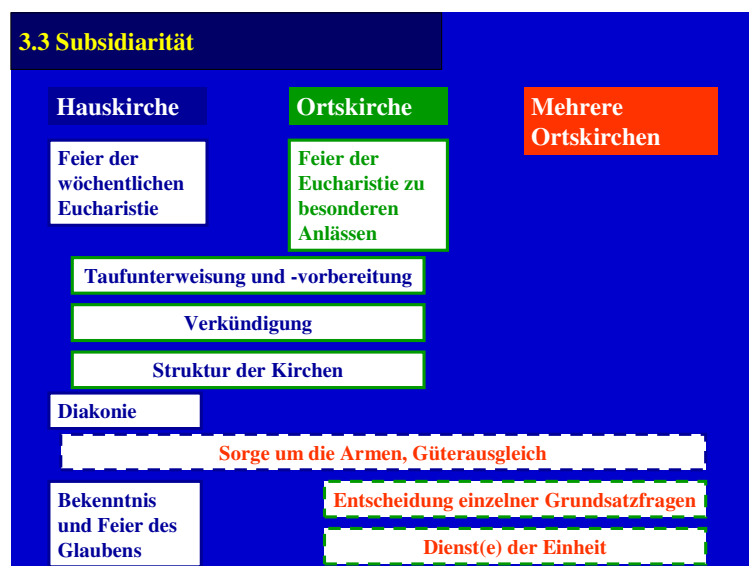 3.3 Subsidiarität
Hauskirche
Ortskirche
Mehrere
Ortskirchen
Feier der
wöchentlichen
Eucharistie
Feier der
Eucharistie zu
besonderen
Anlässen
Taufunterweisung und -vorbereitung
Verkündigung
Struktur der Kirchen
Diakonie
Sorge um die Armen, Güterausgleich
Bekenntnis
und Feier des
Glaubens
Entscheidung einzelner Grundsatzfragen
Dienst(e) der Einheit